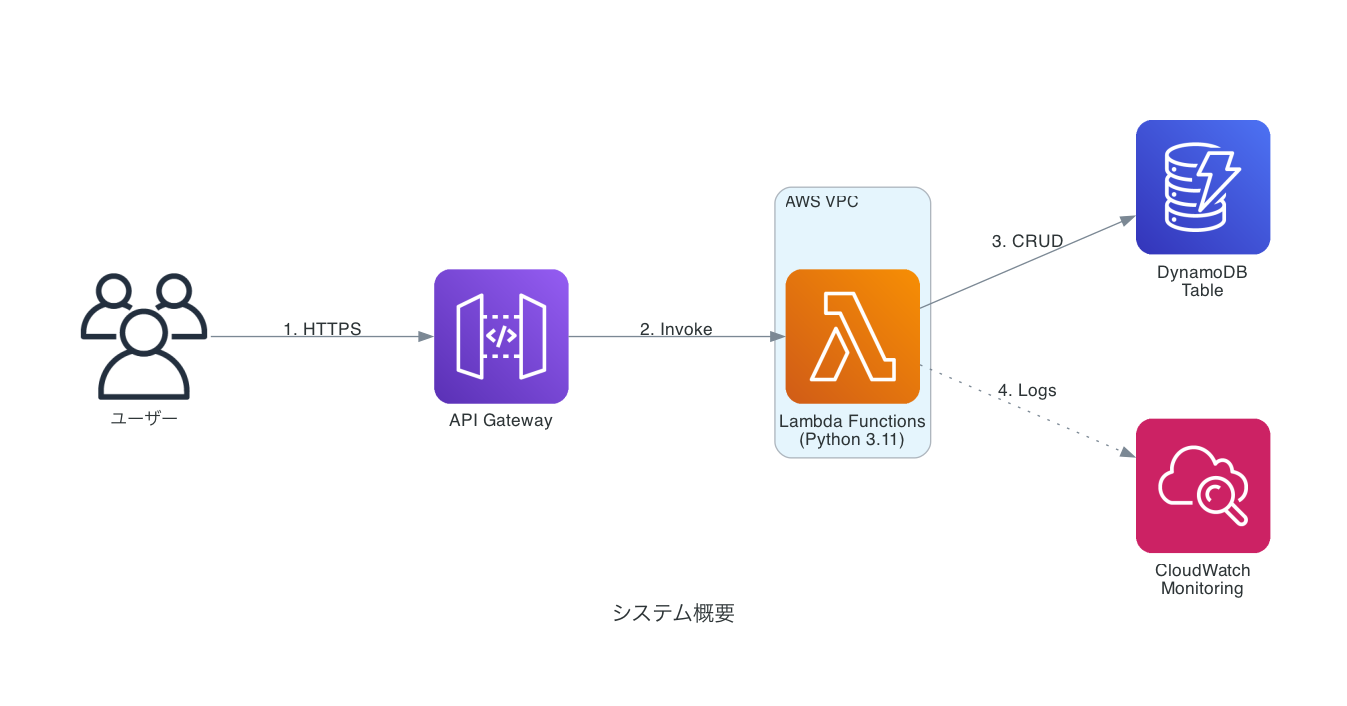 ユーザー
1. HTTPS
API Gateway
2. Invoke
AWS VPC
Lambda Functions
(Python 3.11)
3. CRUD
DynamoDB
Table
4. Logs
CloudWatch
Monitoring
システム概要